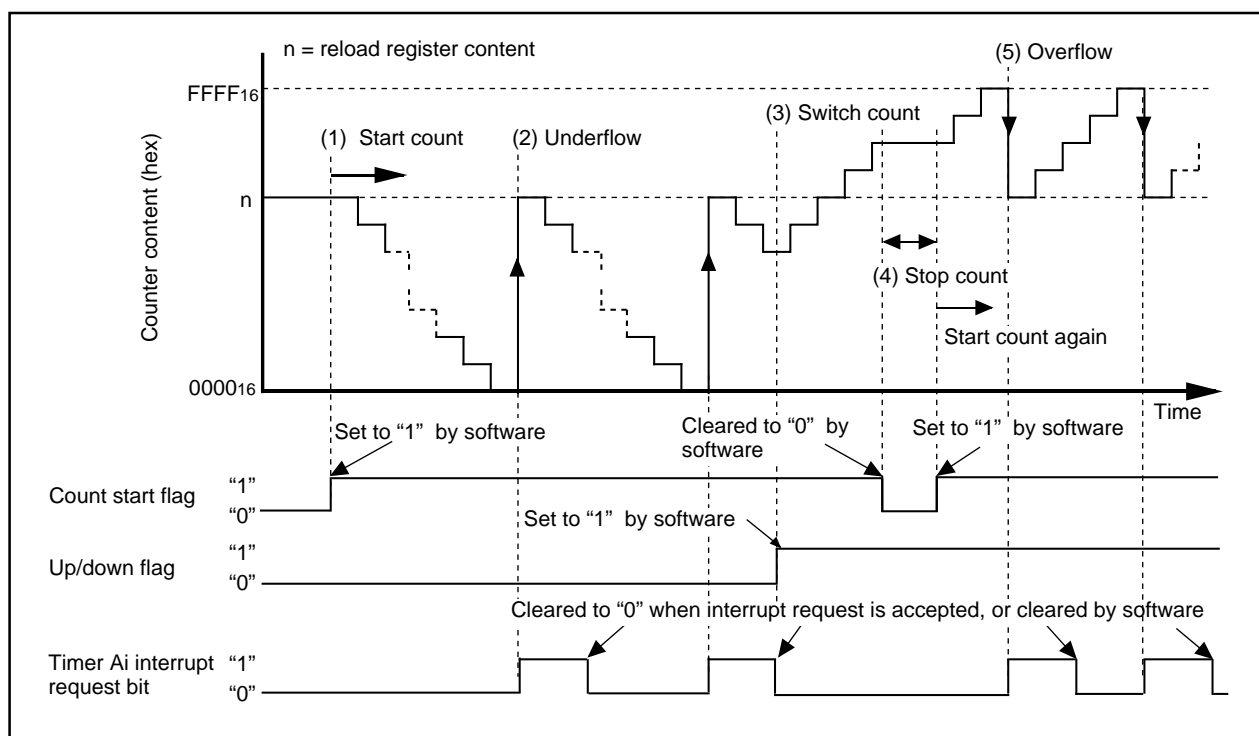 n = reload register content
(5) Overflow
FFFF16
(3) Switch count
(1) Start count
(2) Underflow
Counter content (hex)
n
(4) Stop count
Start count again
000016
Time
Set to “1” by software
Cleared to “0” by
software
Set to “1” by software
Count start flag
“1”
“0”
Set to “1” by software
Up/down flag
“1”
“0”
Cleared to “0” when interrupt request is accepted, or cleared by software
Timer Ai interrupt
request bit
“1”
“0”